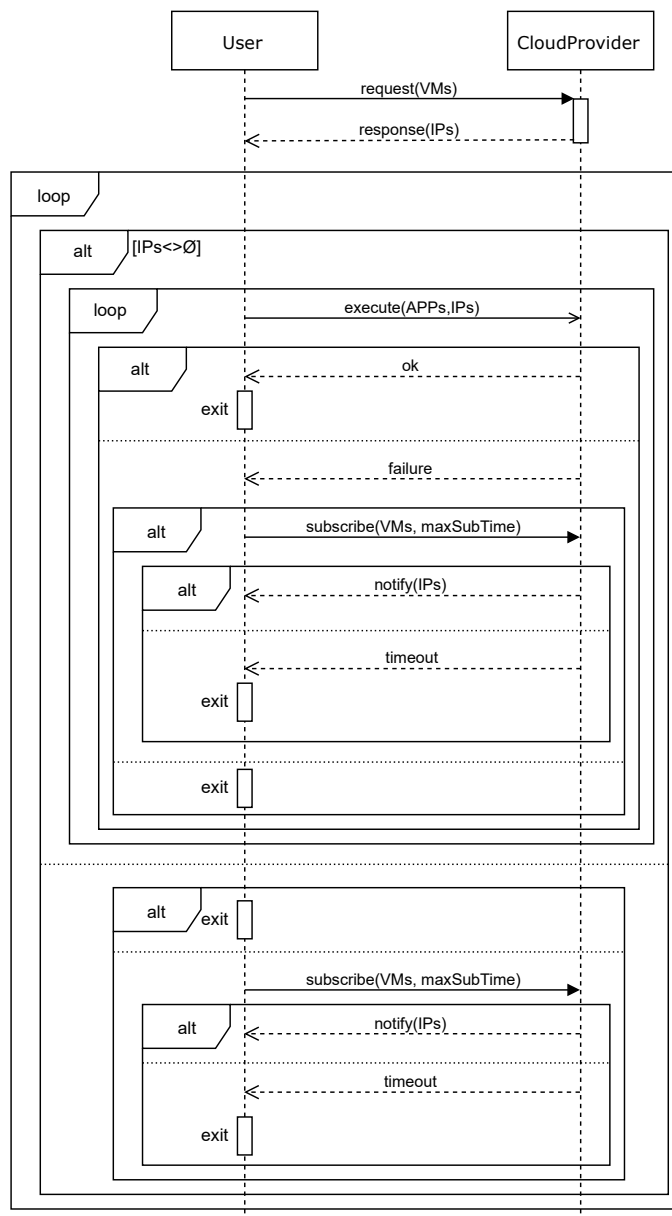 User CloudProvider
request(VMs)
response(IPs)
loop
alt [IPs<>Ø]
loop execute(APPs,IPs)
alt ok
exit
failure
alt subscribe(VMs, maxSubTime)
alt notify(IPs)
timeout
exit
exit
alt exit
subscribe(VMs, maxSubTime)
alt notify(IPs)
timeout
exit